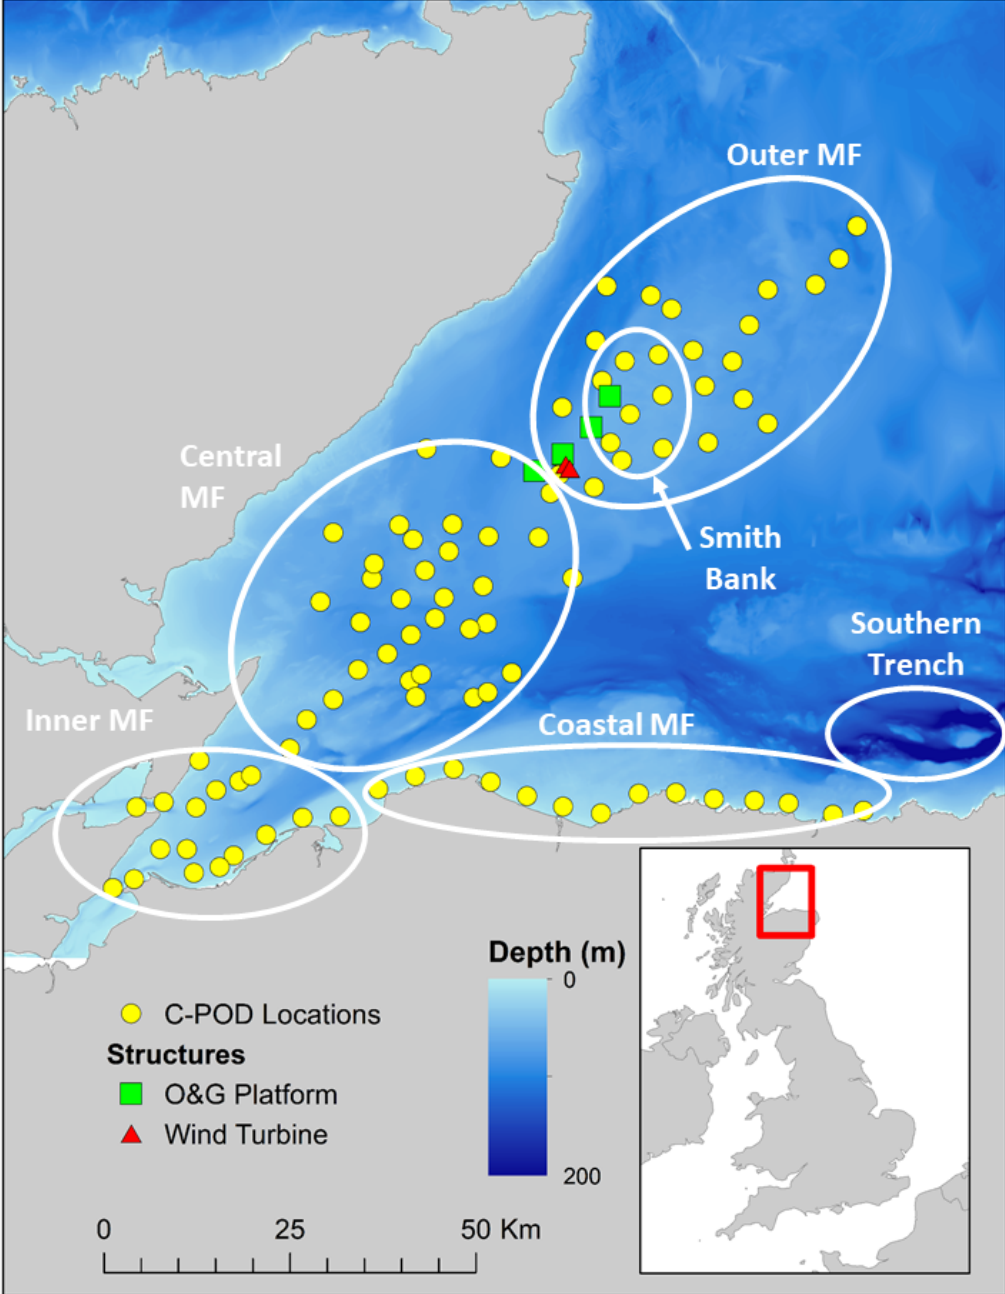 Outer MF
Central
MF
Smith
Bank
Southern
Trench
Inner MF
Coastal MF
Depth (m)
0
200
C-POD Locations
Structures
O&G Platform
Wind Turbine
0 25 50 Km